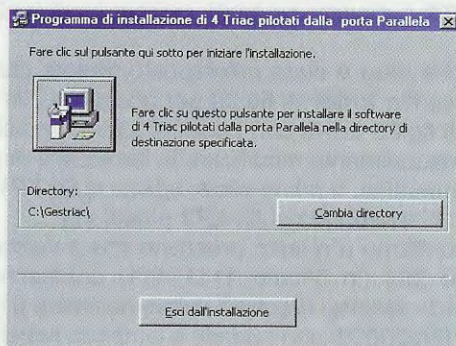 Programma di installazione di 4 Triac pilotati dalla porta Parallela
Fare clic sul pulsante qui sotto per iniziare l'installazione.
Fare clic su questo pulsante per installare il software
di 4 Triac pilotati dalla porta Parallela nella directory di
destinazione specificata.
Directory:
C:\Gestriac\
Cambia directory
Esci dall'installazione